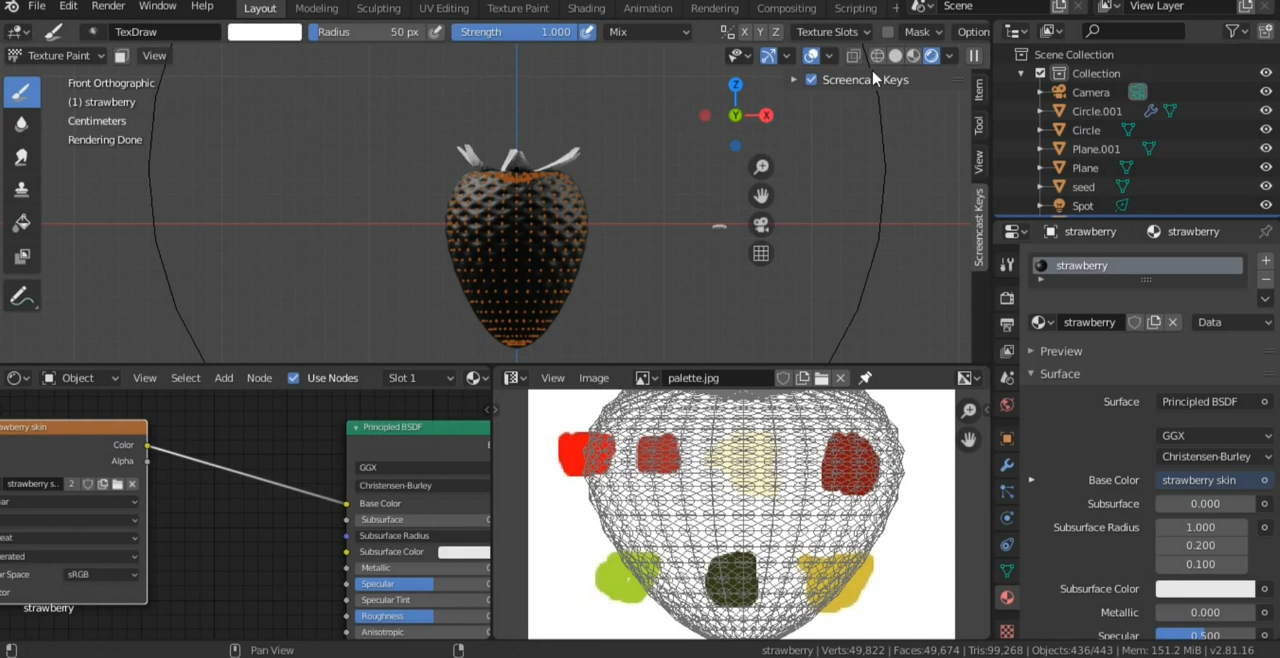 File Edit Render Window Help Layout Modeling Sculpting UV Editing Texture Paint Shading Animation Rendering Compositing Scripting + Scene View Layer
TexDraw Radius 50 px Strength 1.000 Mix X Y Z Texture Slots Mask Option
Texture Paint View
Front Orthographic
(1) strawberry
Centimeters
Rendering Done
Screencast Keys
Z
Y
X
Item
Tool
View
Screencast Keys
Scene Collection
Collection
Camera
Circle.001
Circle
Plane.001
Plane
seed
Spot
strawberry strawberry
strawberry
strawberry Data
Preview
Surface
Surface Principled BSDF
GGX
Christensen-Burley
Base Color strawberry skin
Subsurface 0.000
Subsurface Radius 1.000
0.200
0.100
Subsurface Color
Metallic 0.000
Specular 0.500
Object View Select Add Node Use Nodes Slot 1
awberry skin
Color
Alpha
strawberry s.. 2
ar
eat
erated
r Space sRGB
tor
strawberry
Principled BSDF
GGX
Christensen-Burley
Base Color
Subsurface
Subsurface Radius
Subsurface Color
Metallic
Specular
Specular Tint
Roughness
Anisotropic
View Image palette.jpg
Pan View
strawberry | Verts:49,822 | Faces:49,674 | Tris:99,268 | Objects:436/443 | Mem: 151.2 MiB | v2.81.16